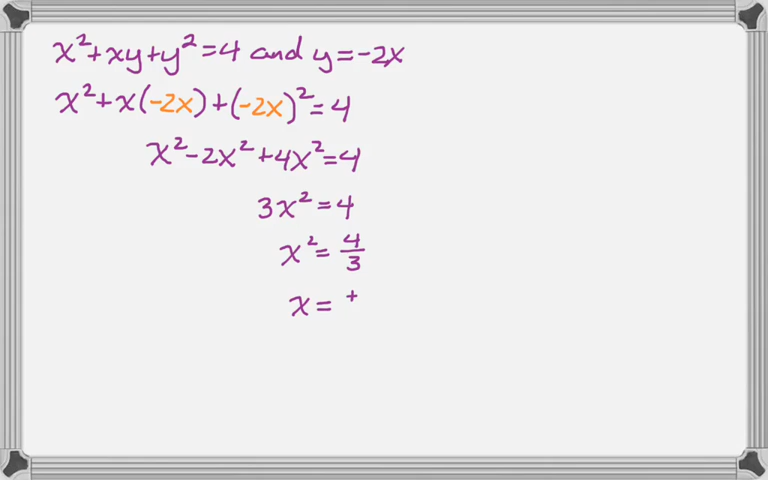 x²+xy+y²=4 and y=-2x
x²+x(-2x)+(-2x)²=4
x²-2x²+4x²=4
3x²=4
x²=4/3
x=+